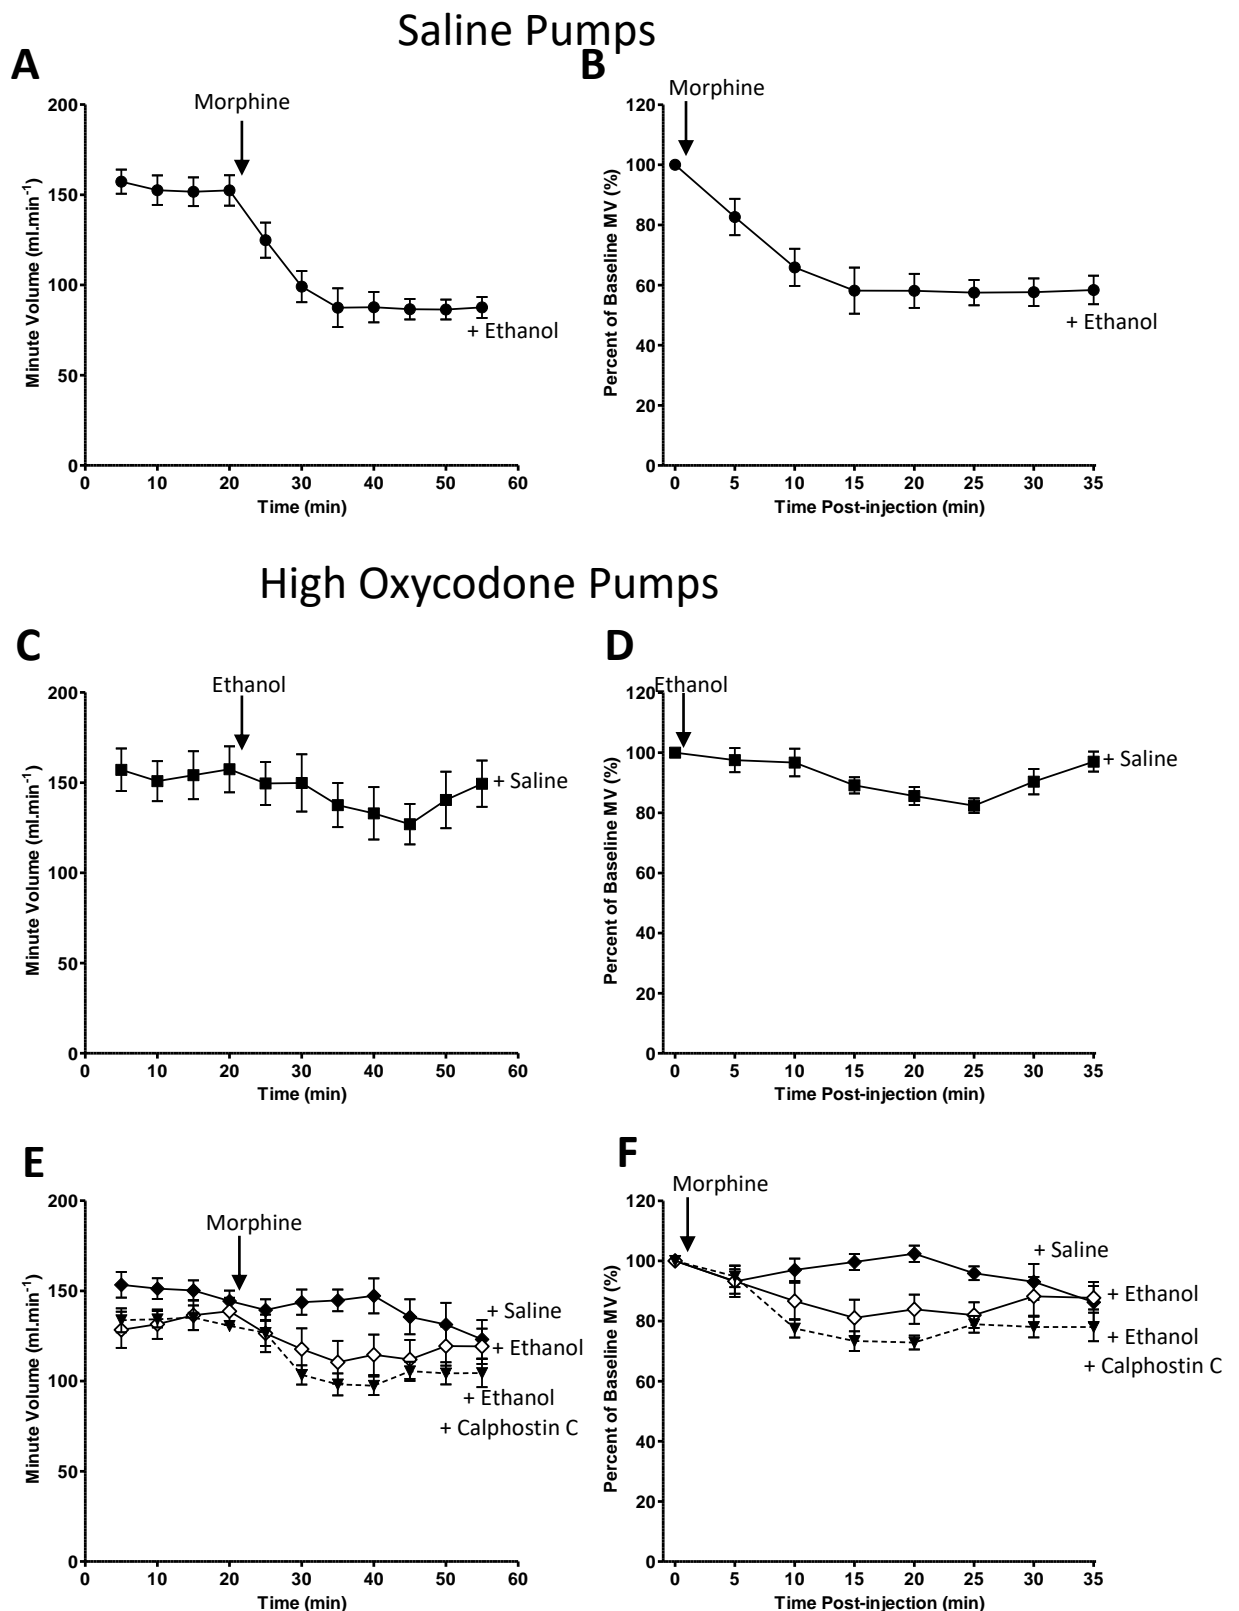 Saline Pumps
A
B
Morphine
Morphine
200
150
100
50
0
Minute Volume (ml.min⁻¹)
+ Ethanol
0 10 20 30 40 50 60
Time (min)
120
100
80
60
40
20
0
Percent of Baseline MV (%)
+ Ethanol
0 5 10 15 20 25 30 35
Time Post-injection (min)
High Oxycodone Pumps
C
D
Ethanol
Ethanol
200
150
100
50
0
Minute Volume (ml.min⁻¹)
+ Saline
0 10 20 30 40 50 60
Time (min)
120
100
80
60
40
20
0
Percent of Baseline MV (%)
+ Saline
0 5 10 15 20 25 30 35
Time Post-injection (min)
E
F
Morphine
Morphine
200
150
100
50
0
Minute Volume (ml.min⁻¹)
+ Saline
+ Ethanol
+ Ethanol
+ Calphostin C
0 10 20 30 40 50 60
Time (min)
120
100
80
60
40
20
0
Percent of Baseline MV (%)
+ Saline
+ Ethanol
+ Ethanol
+ Calphostin C
0 5 10 15 20 25 30 35
Time Post-injection (min)